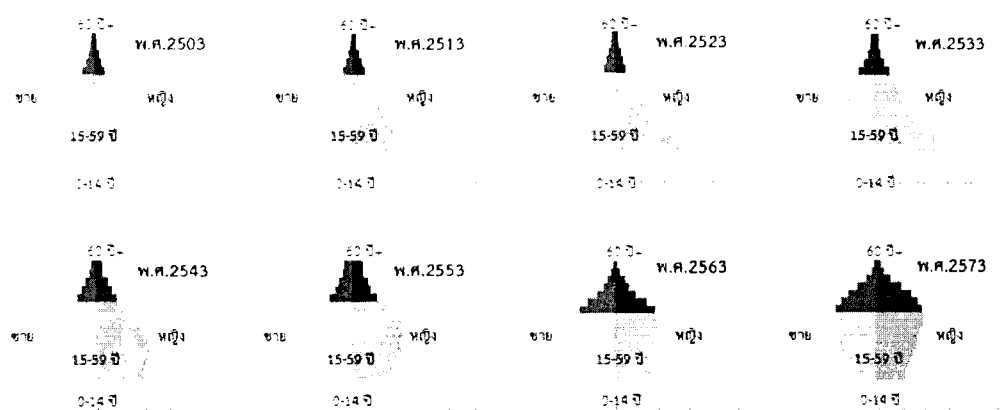 60 ปี+
พ.ศ.2503
ชาย
หญิง
15-59 ปี
0-14 ปี
60 ปี+
พ.ศ.2513
ชาย
หญิง
15-59 ปี
0-14 ปี
60 ปี+
พ.ศ.2523
ชาย
หญิง
15-59 ปี
0-14 ปี
60 ปี+
พ.ศ.2533
ชาย
หญิง
15-59 ปี
0-14 ปี
60 ปี+
พ.ศ.2543
ชาย
หญิง
15-59 ปี
0-14 ปี
60 ปี+
พ.ศ.2553
ชาย
หญิง
15-59 ปี
0-14 ปี
60 ปี+
พ.ศ.2563
ชาย
หญิง
15-59 ปี
0-14 ปี
60 ปี+
พ.ศ.2573
ชาย
หญิง
15-59 ปี
0-14 ปี